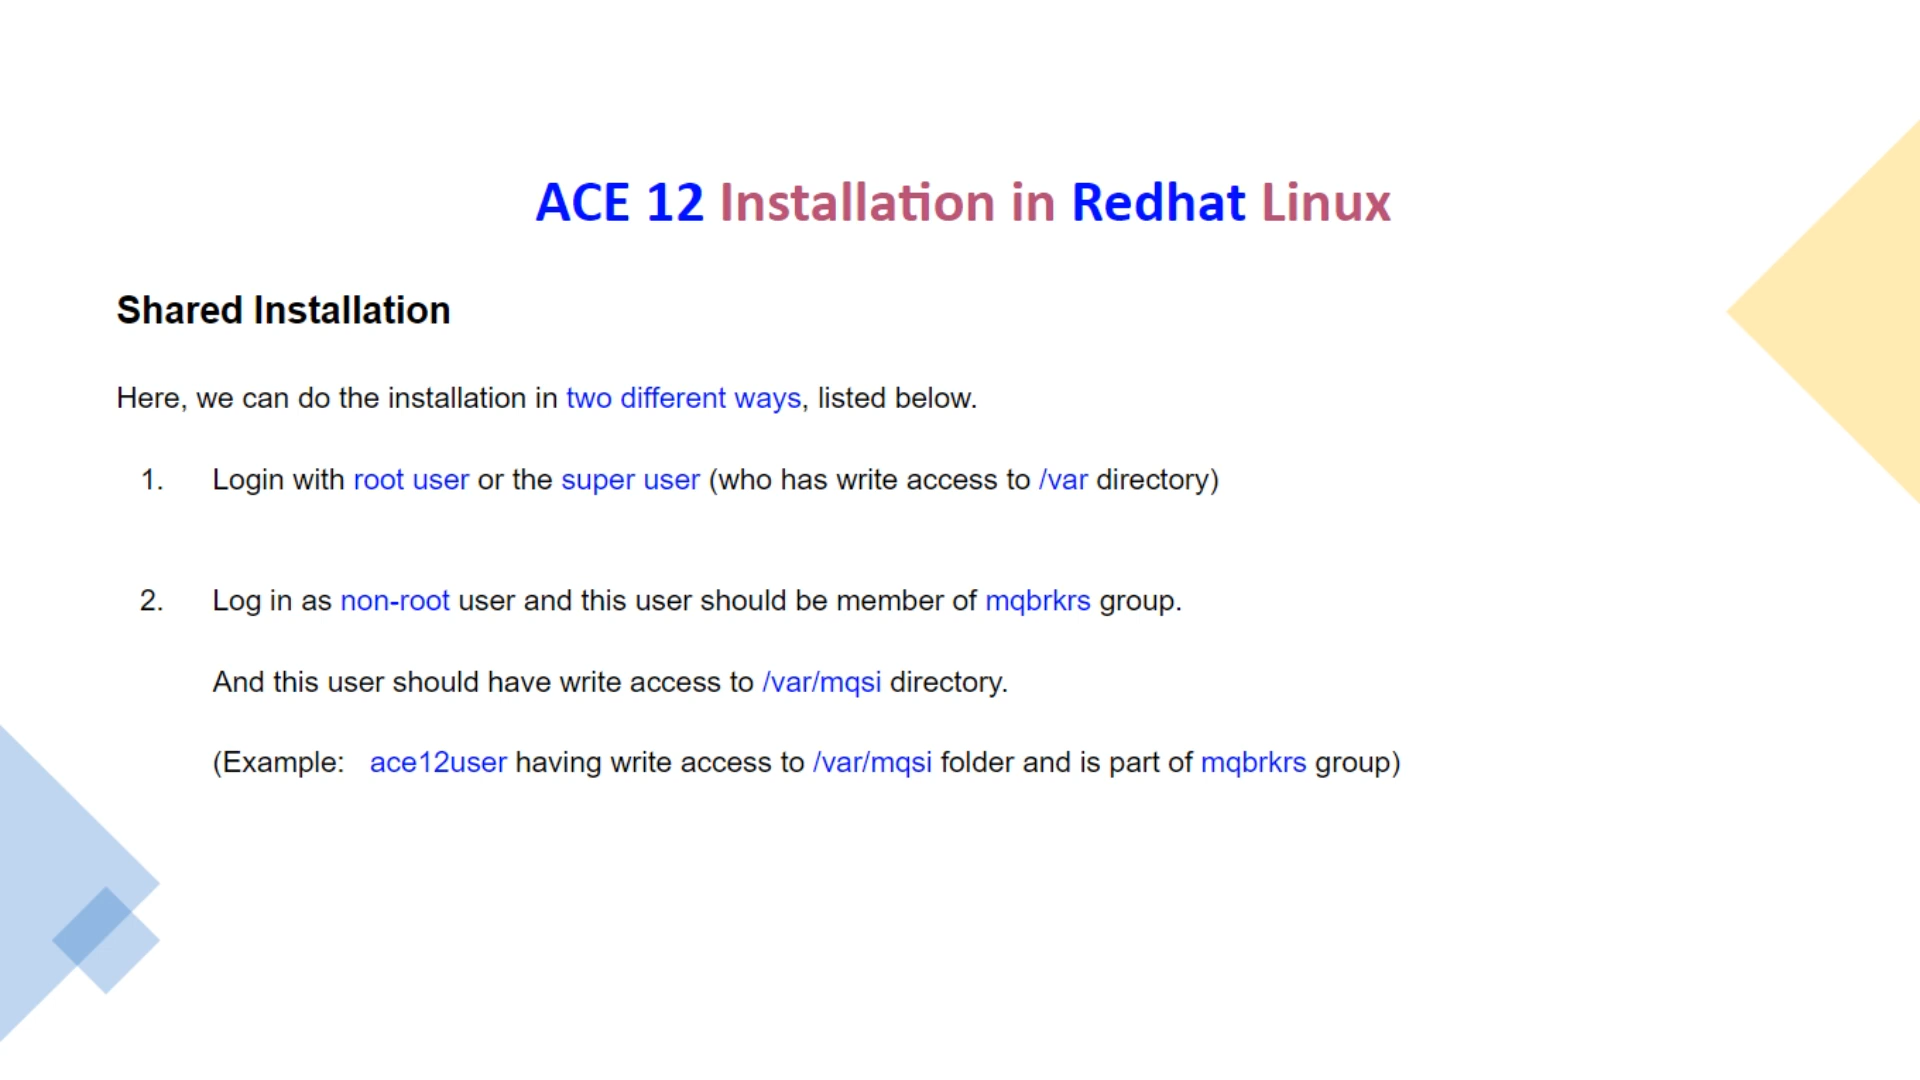 ACE 12 Installation in Redhat Linux
Shared Installation
Here, we can do the installation in two different ways, listed below.
1. Login with root user or the super user (who has write access to /var directory)
2. Log in as non-root user and this user should be member of mqbrkrs group.
And this user should have write access to /var/mqsi directory.
(Example: ace12user having write access to /var/mqsi folder and is part of mqbrkrs group)